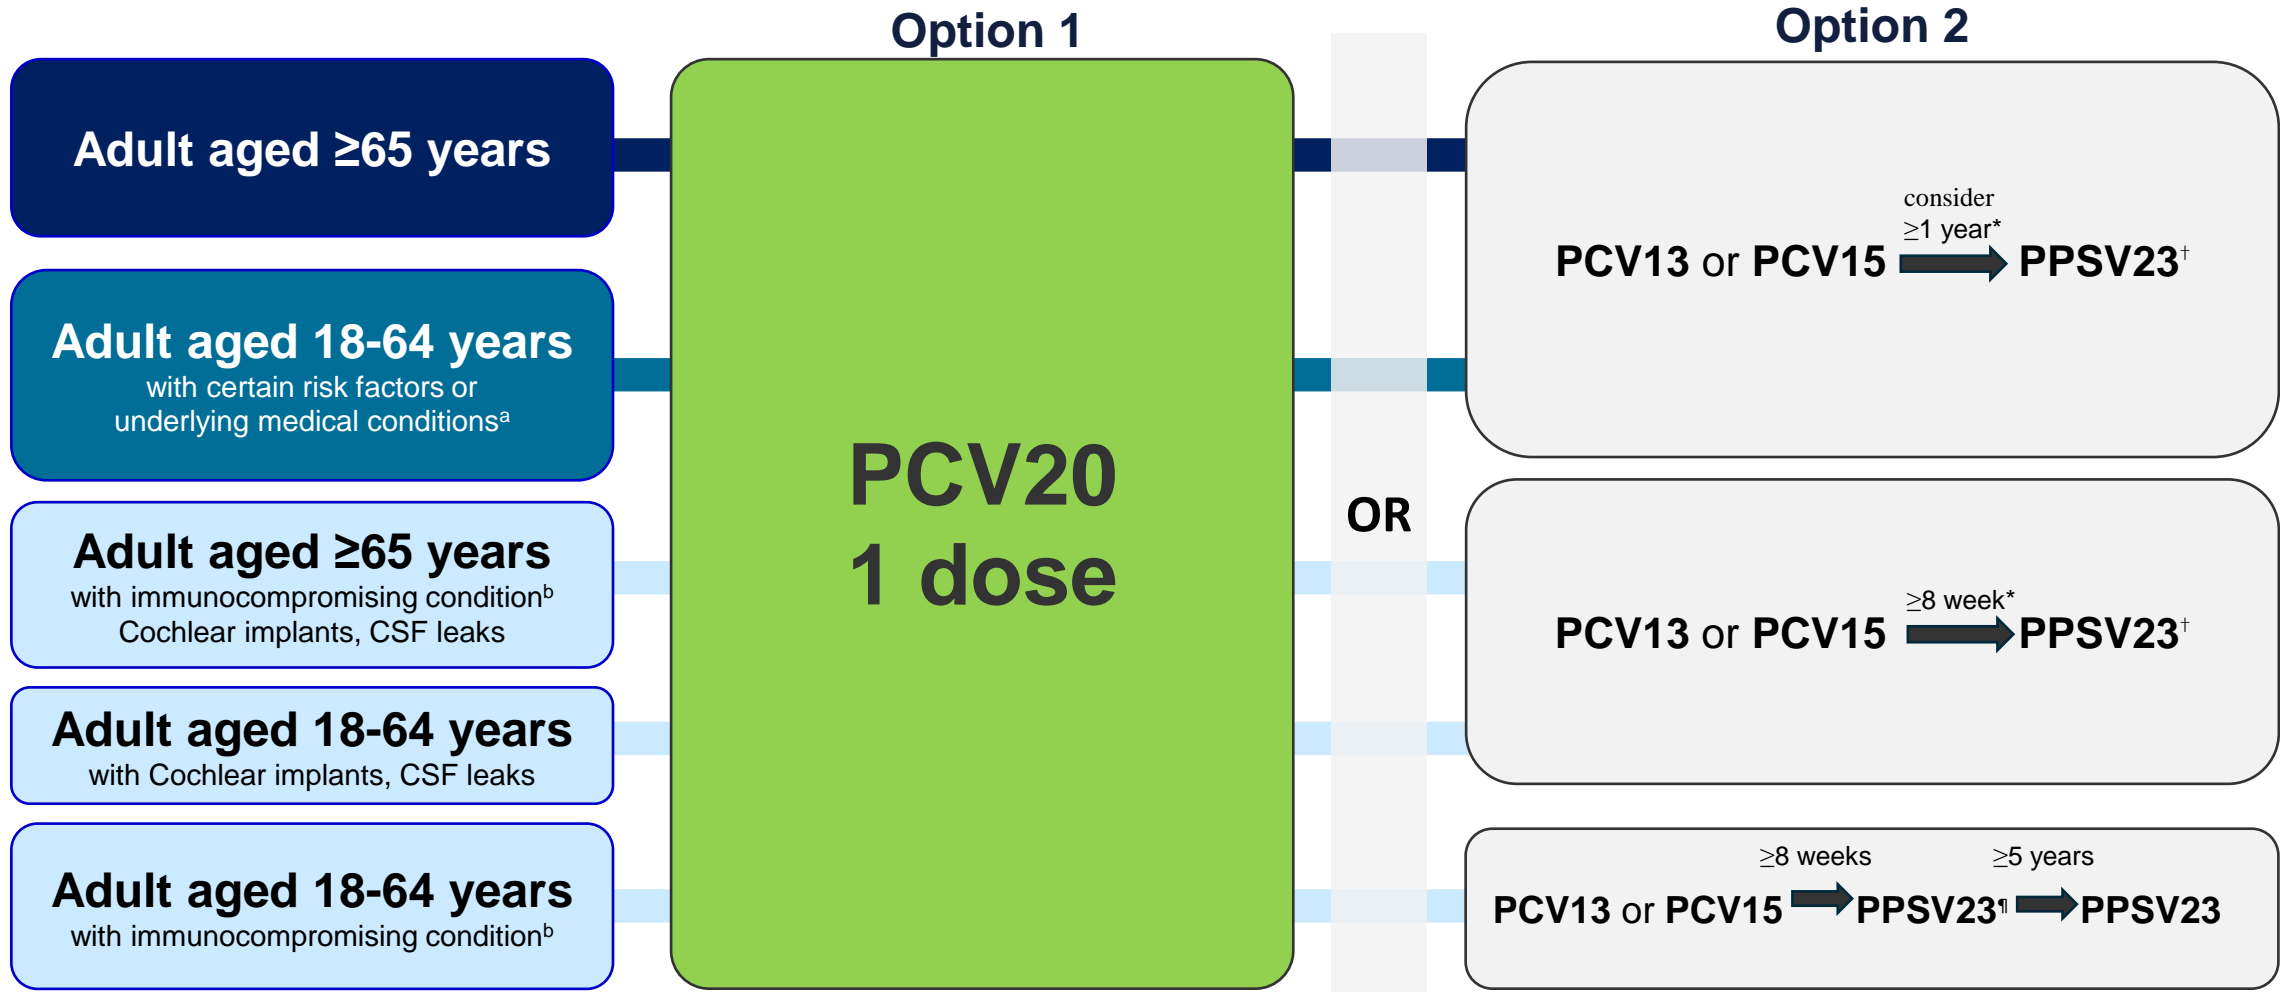 Option 1
Option 2
Adult aged ≥65 years
Adult aged 18-64 years
with certain risk factors or
underlying medical conditionsᵃ
Adult aged ≥65 years
with immunocompromising conditionᵇ
Cochlear implants, CSF leaks
Adult aged 18-64 years
with Cochlear implants, CSF leaks
Adult aged 18-64 years
with immunocompromising conditionᵇ
PCV20
1 dose
OR
consider
≥1 year*
PCV13 or PCV15 PPSV23†
≥8 week*
PCV13 or PCV15 PPSV23†
≥8 weeks ≥5 years
PCV13 or PCV15 PPSV23¶ PPSV23